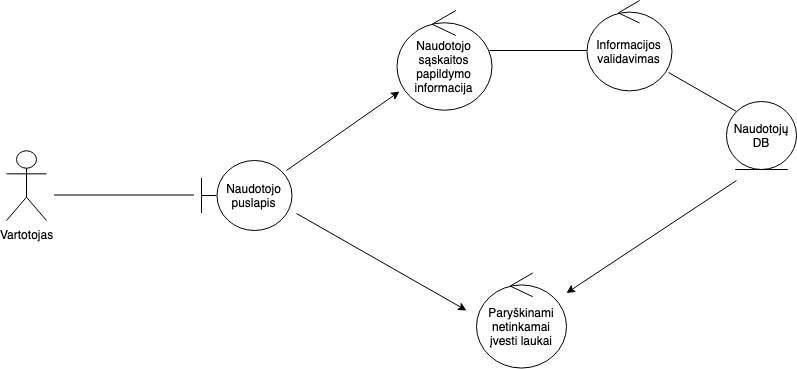 Naudotojo
sąskaitos
papildymo
informacija
Informacijos
validavimas
Naudotojų
DB
Naudotojo
puslapis
Vartotojas
Paryškinami
netinkamai
įvesti laukai